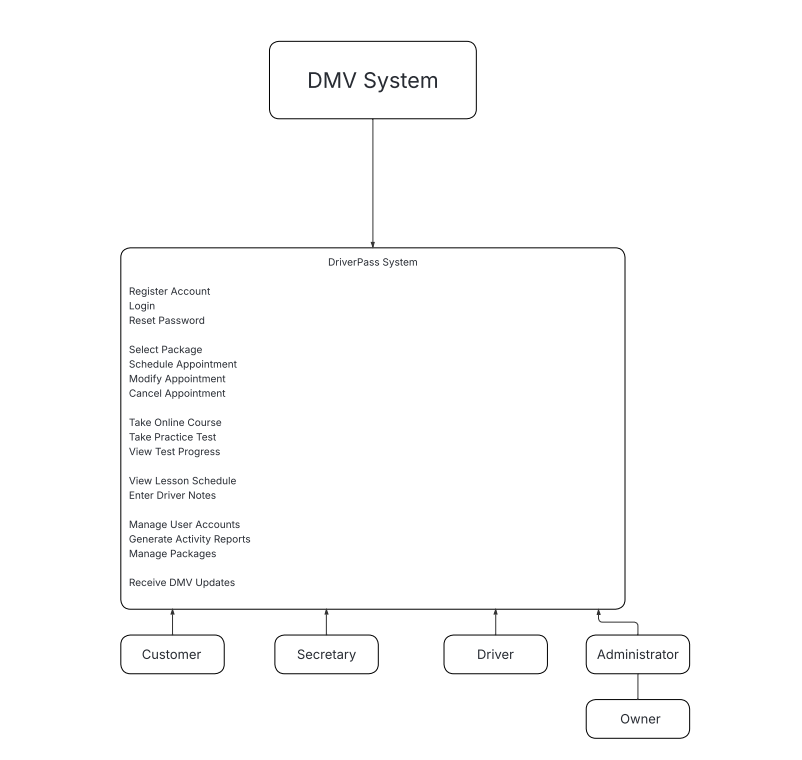 DMV System
DriverPass System
Register Account
Login
Reset Password
Select Package
Schedule Appointment
Modify Appointment
Cancel Appointment
Take Online Course
Take Practice Test
View Test Progress
View Lesson Schedule
Enter Driver Notes
Manage User Accounts
Generate Activity Reports
Manage Packages
Receive DMV Updates
Customer
Secretary
Driver
Administrator
Owner